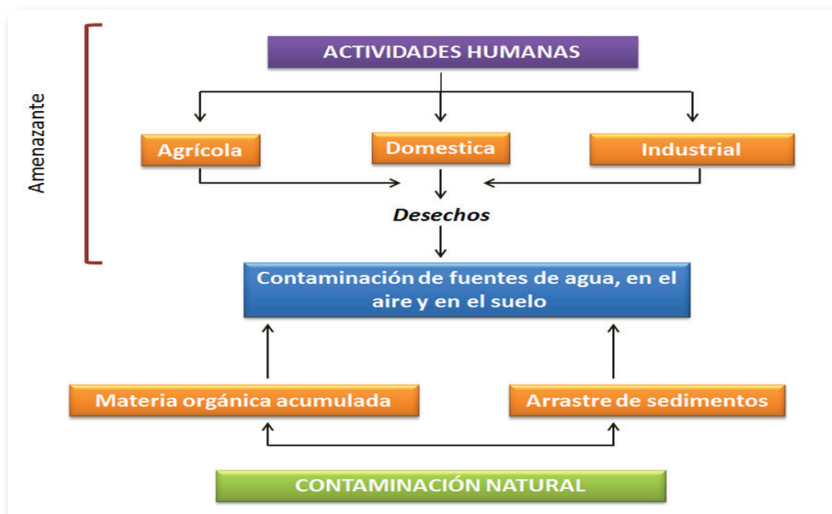 ACTIVIDADES HUMANAS
Amenazante
Agrícola
Domestica
Industrial
Desechos
Contaminación de fuentes de agua, en el
aire y en el suelo
Materia orgánica acumulada
Arrastre de sedimentos
CONTAMINACIÓN NATURAL